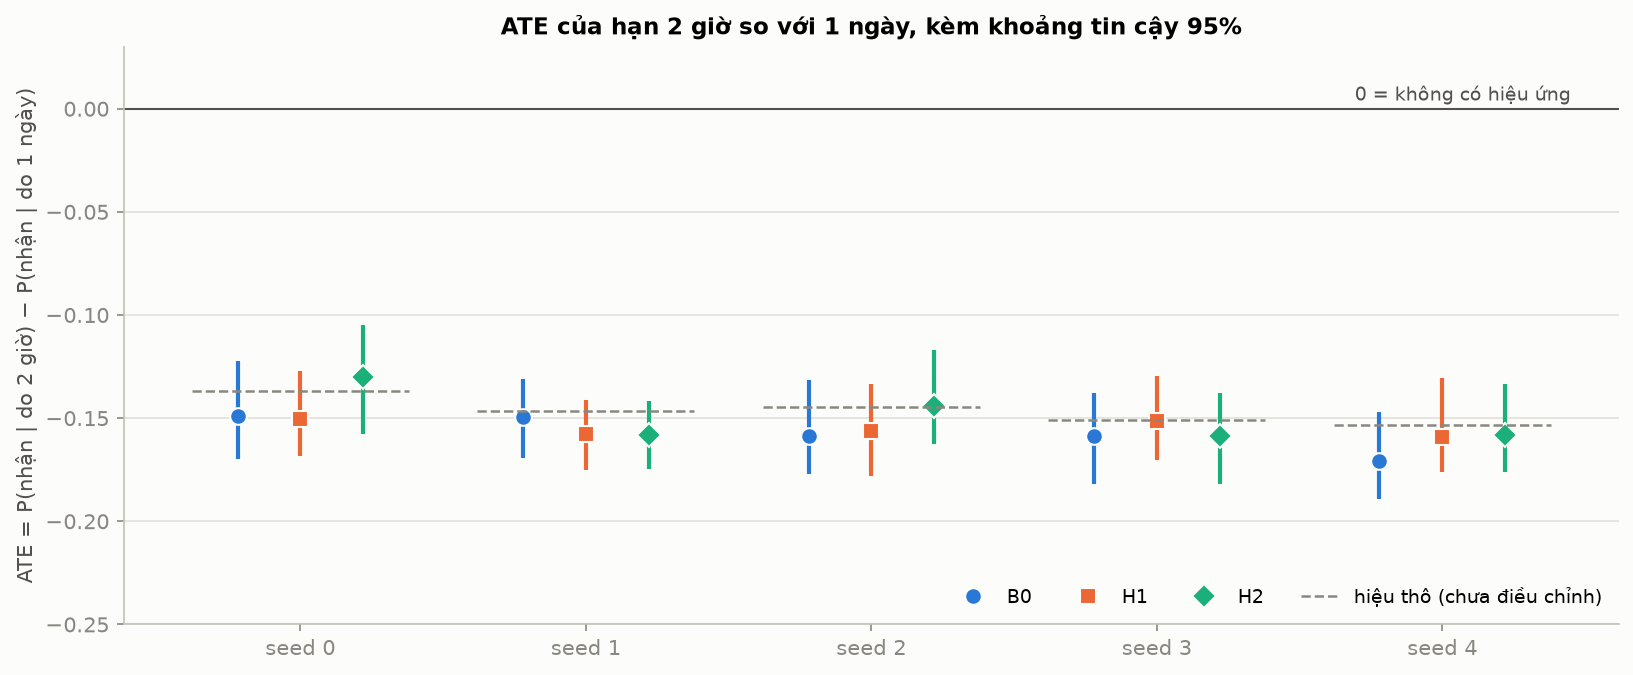 ATE của hạn 2 giờ so với 1 ngày, kèm khoảng tin cậy 95%
ATE = P(nhận | do 2 giờ) − P(nhận | do 1 ngày)
0.00
−0.05
−0.10
−0.15
−0.20
−0.25
0 = không có hiệu ứng
B0
H1
H2
hiệu thô (chưa điều chỉnh)
seed 0
seed 1
seed 2
seed 3
seed 4